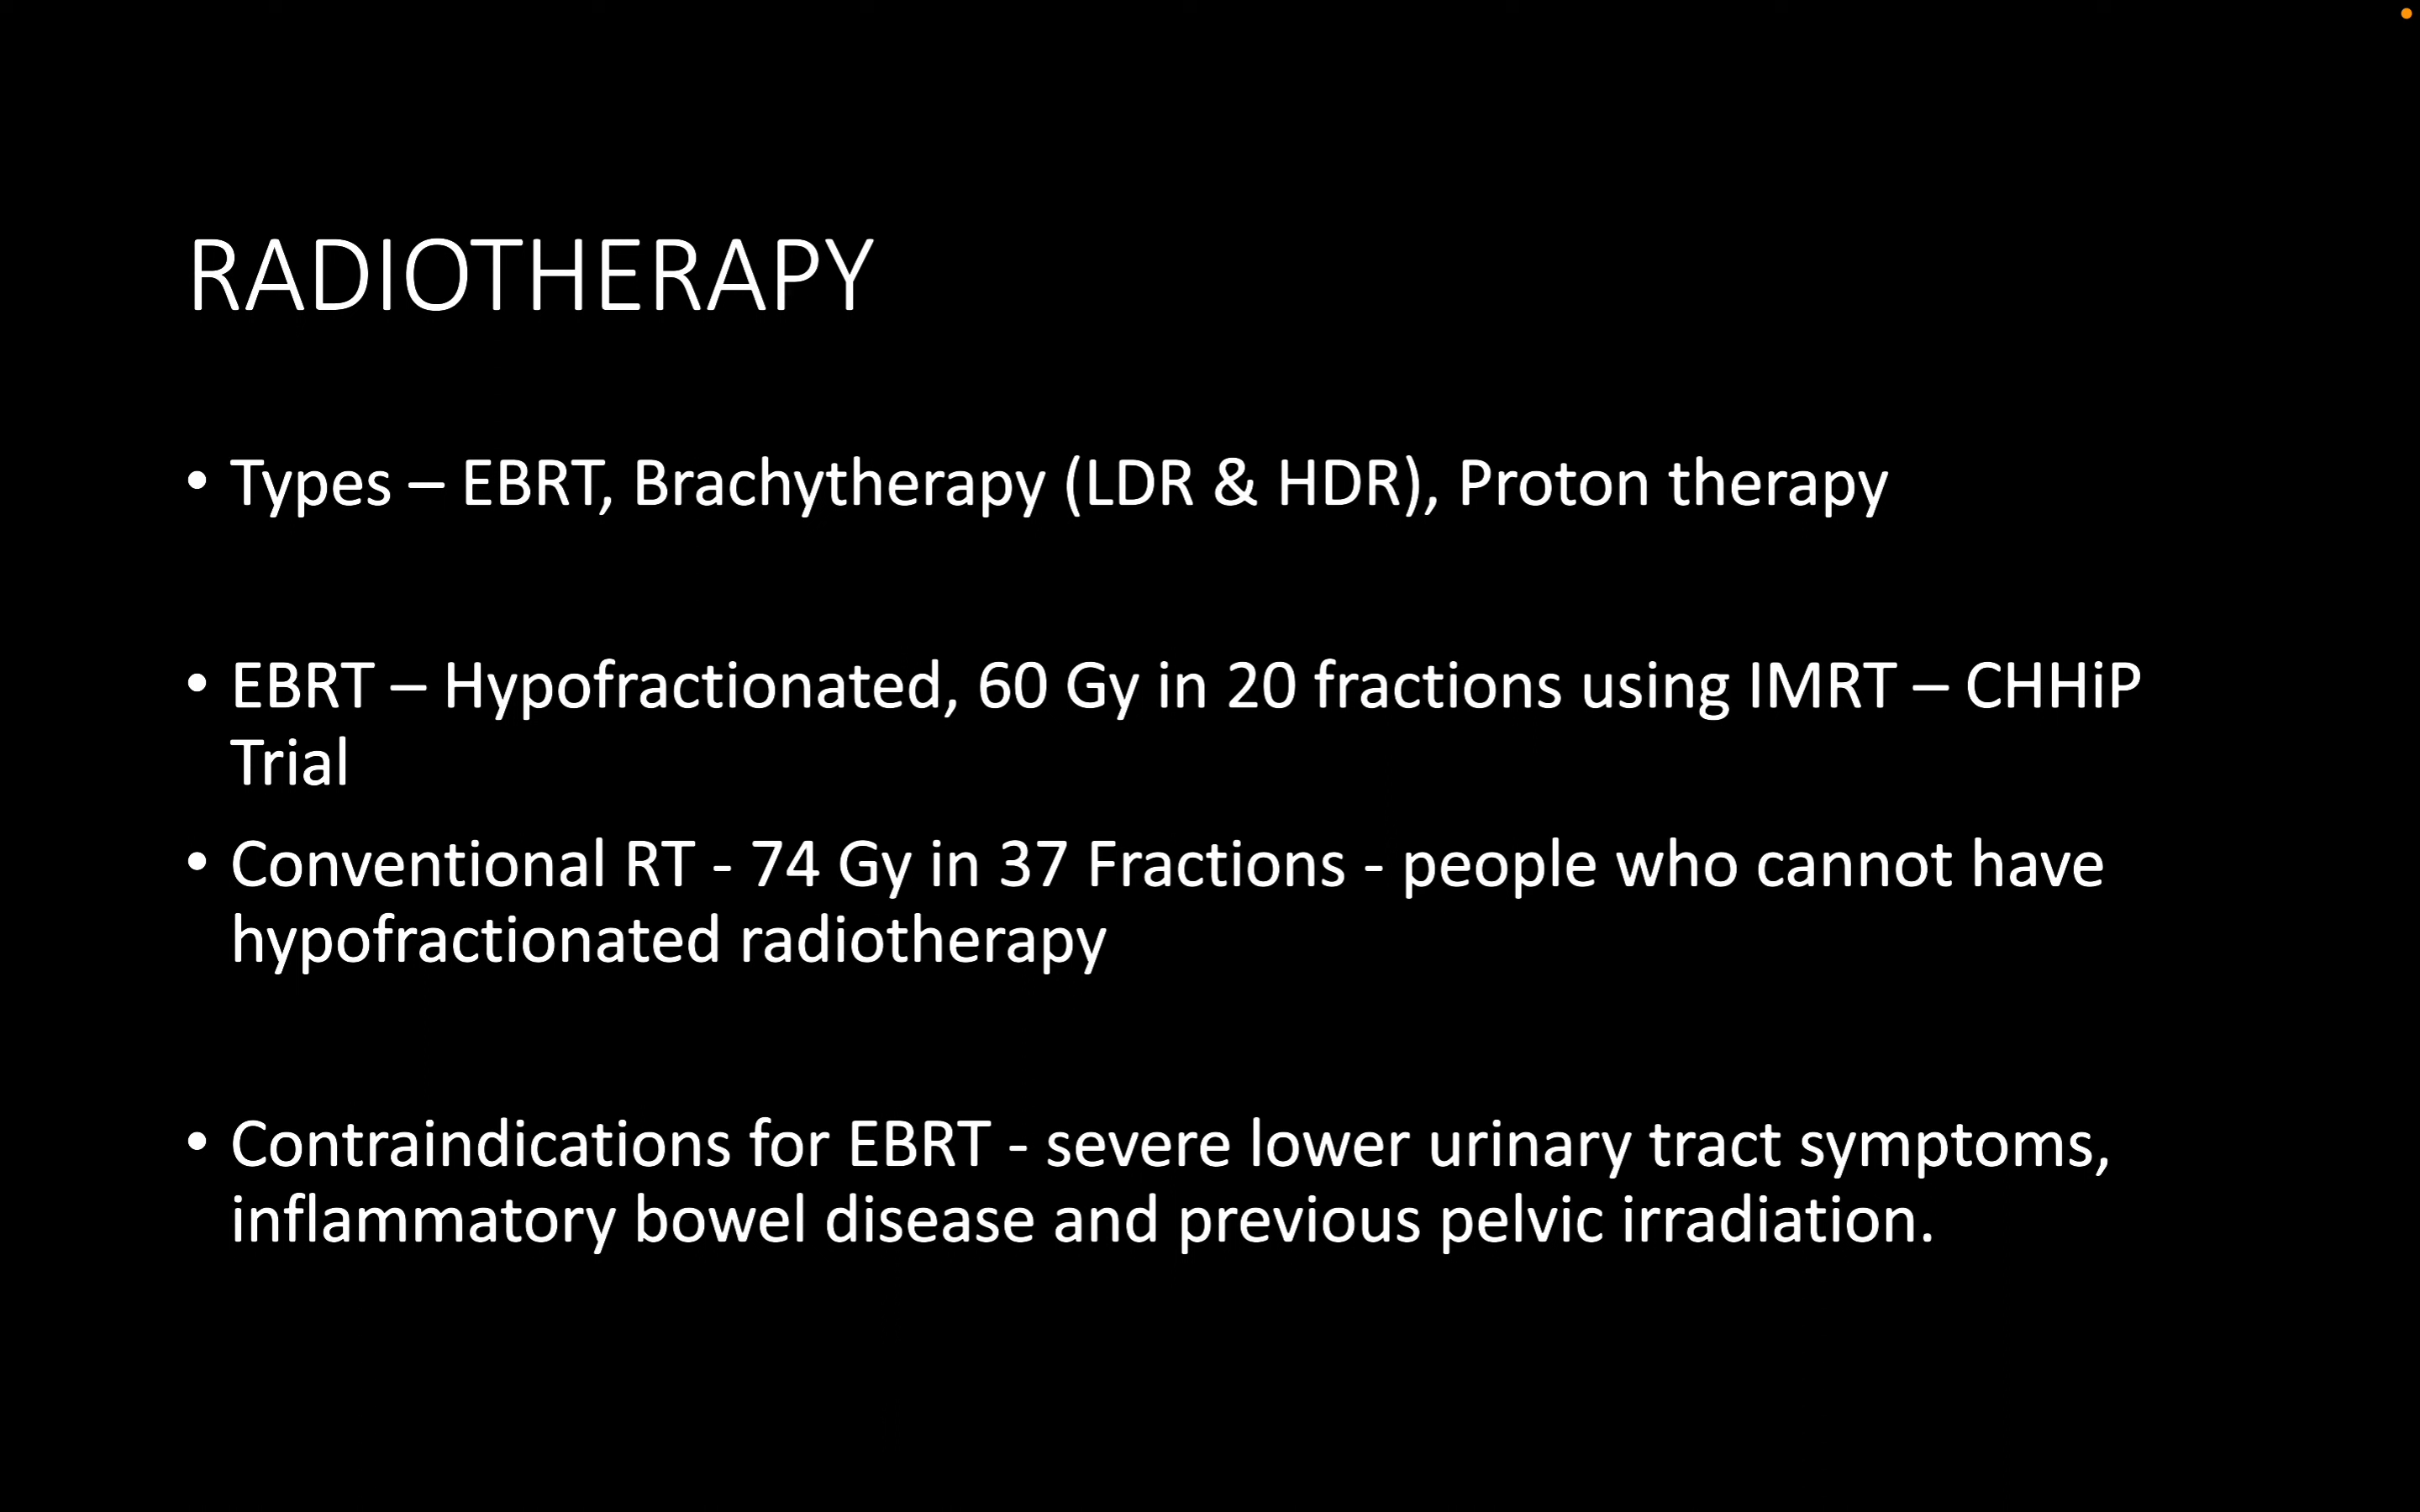 RADIOTHERAPY
• Types – EBRT, Brachytherapy (LDR & HDR), Proton therapy
• EBRT – Hypofractionated, 60 Gy in 20 fractions using IMRT – CHHiP
Trial
• Conventional RT - 74 Gy in 37 Fractions - people who cannot have
hypofractionated radiotherapy
• Contraindications for EBRT - severe lower urinary tract symptoms,
inflammatory bowel disease and previous pelvic irradiation.